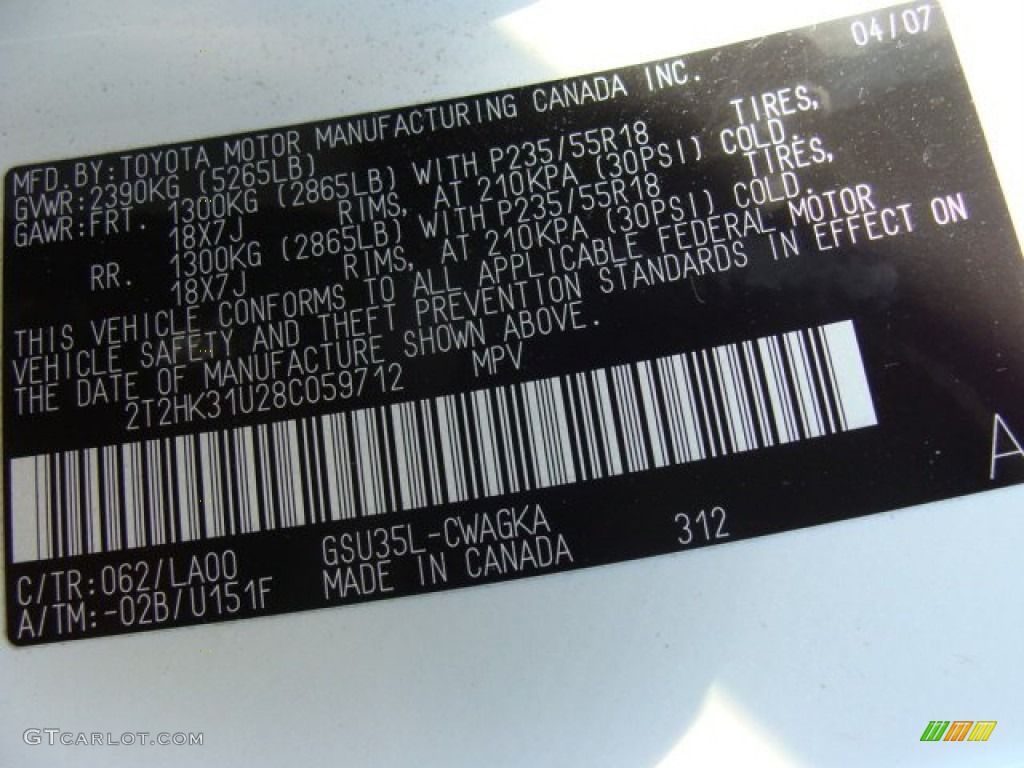 04/07
MFD.BY:TOYOTA MOTOR MANUFACTURING CANADA INC.
GVWR:2390KG (5265LB)
GAWR:FRT. 1300KG (2865LB) WITH P235/55R18 TIRES,
18X7J RIMS, AT 210KPA (30PSI) COLD.
RR. 1300KG (2865LB) WITH P235/55R18 TIRES,
18X7J RIMS, AT 210KPA (30PSI) COLD.
THIS VEHICLE CONFORMS TO ALL APPLICABLE FEDERAL MOTOR
VEHICLE SAFETY AND THEFT PREVENTION STANDARDS IN EFFECT ON
THE DATE OF MANUFACTURE SHOWN ABOVE.
2T2HK31U28C059712 MPV
A
C/TR:062/LA00 GSU35L-CWAGKA 312
A/TM:-02B/U151F MADE IN CANADA
GTCARLOT.COM